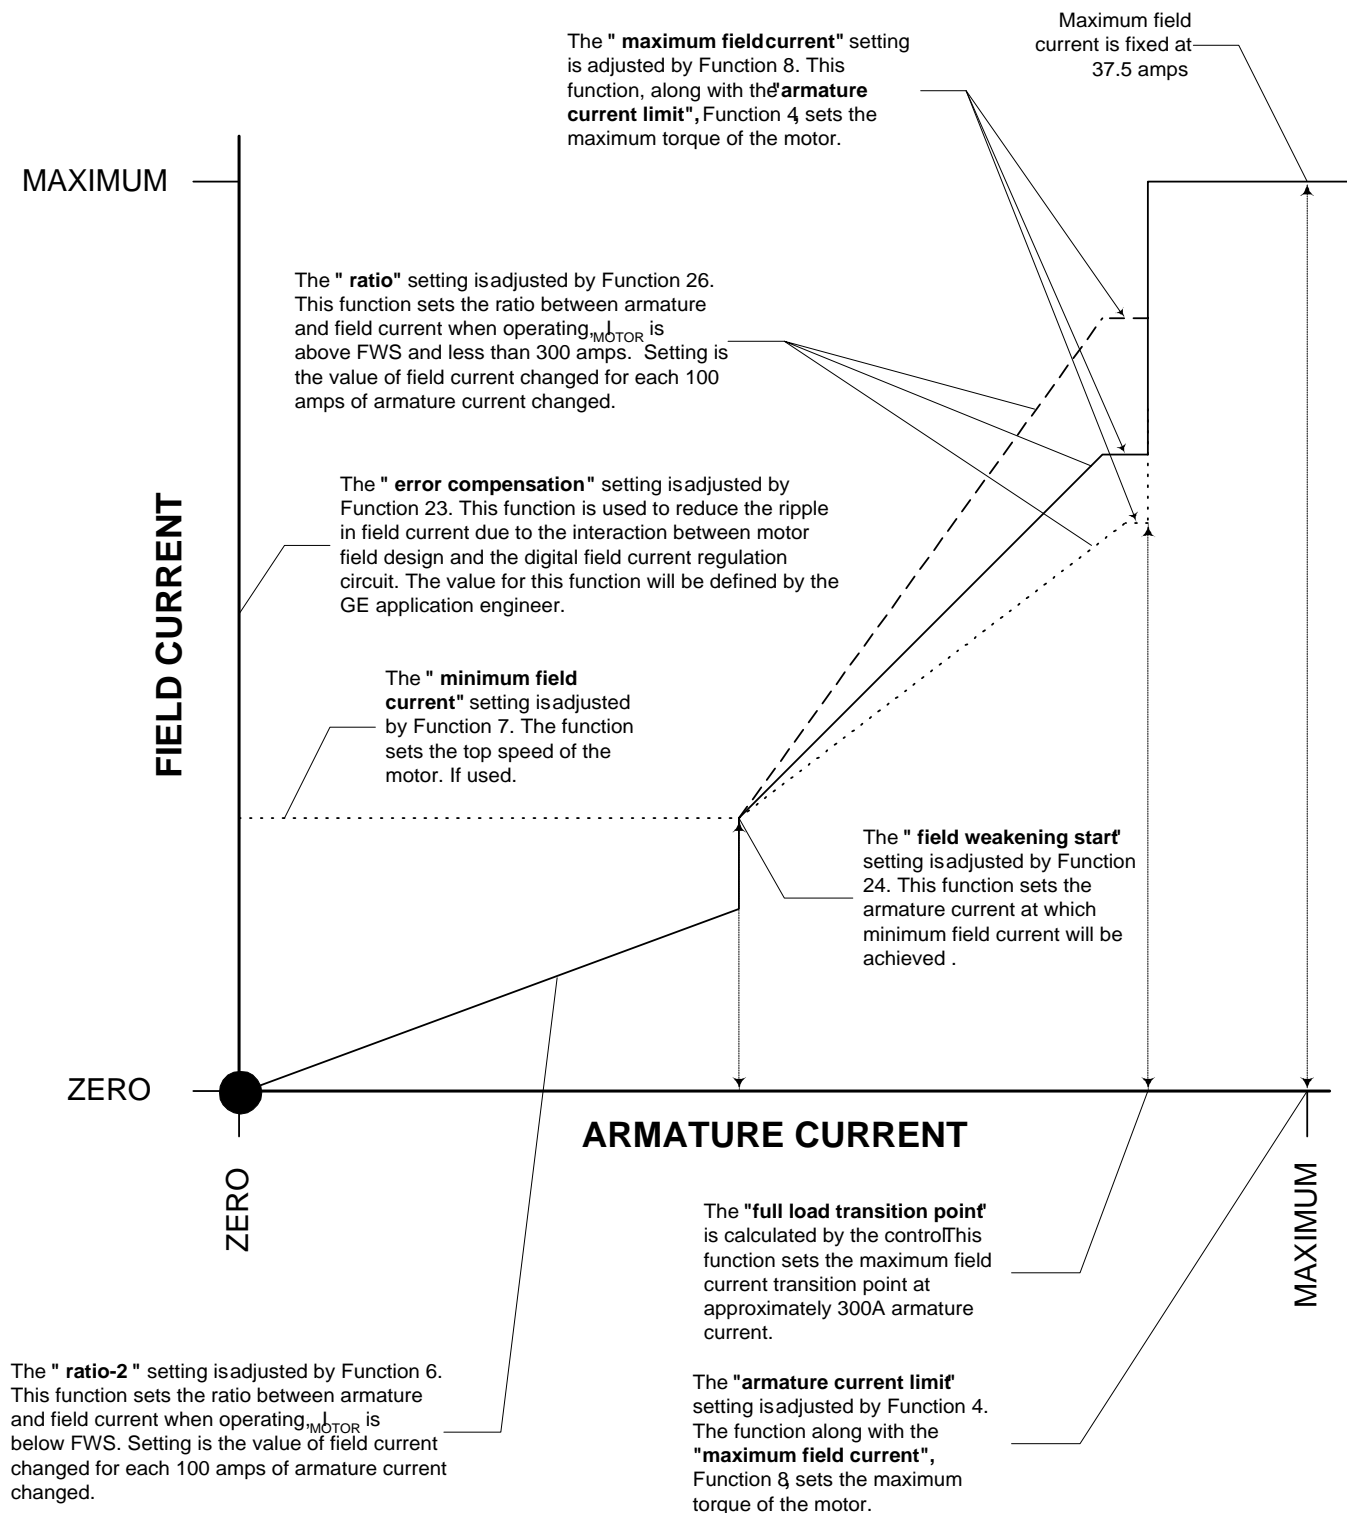 The " maximum field current" setting
is adjusted by Function 8. This
function, along with the "armature
current limit", Function 4, sets the
maximum torque of the motor.
Maximum field
current is fixed at
37.5 amps
MAXIMUM
The " ratio" setting is adjusted by Function 26.
This function sets the ratio between armature
and field current when operating, I MOTOR is
above FWS and less than 300 amps. Setting is
the value of field current changed for each 100
amps of armature current changed.
The " error compensation" setting is adjusted by
Function 23. This function is used to reduce the ripple
in field current due to the interaction between motor
field design and the digital field current regulation
circuit. The value for this function will be defined by the
GE application engineer.
FIELD CURRENT
The " minimum field
current" setting is adjusted
by Function 7. The function
sets the top speed of the
motor. If used.
The " field weakening start"
setting is adjusted by Function
24. This function sets the
armature current at which
minimum field current will be
achieved .
ZERO
ARMATURE CURRENT
ZERO
MAXIMUM
The "full load transition point"
is calculated by the control This
function sets the maximum field
current transition point at
approximately 300A armature
current.
The " ratio-2 " setting is adjusted by Function 6.
This function sets the ratio between armature
and field current when operating, I MOTOR is
below FWS. Setting is the value of field current
changed for each 100 amps of armature current
changed.
The "armature current limit"
setting is adjusted by Function 4.
The function along with the
"maximum field current",
Function 8, sets the maximum
torque of the motor.